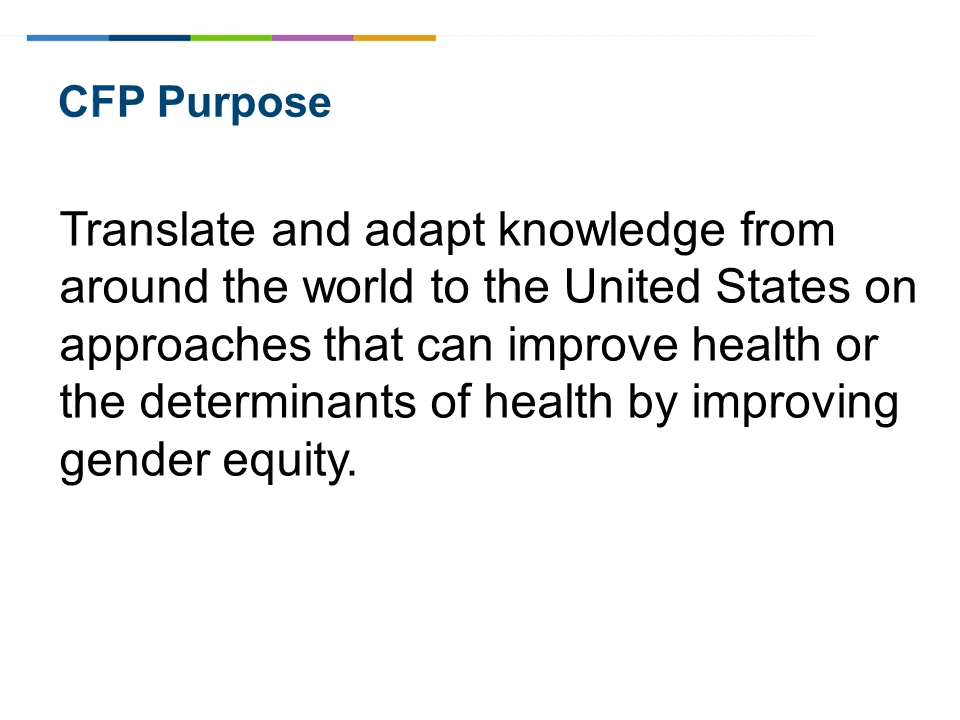 CFP Purpose
Translate and adapt knowledge from
around the world to the United States on
approaches that can improve health or
the determinants of health by improving
gender equity.